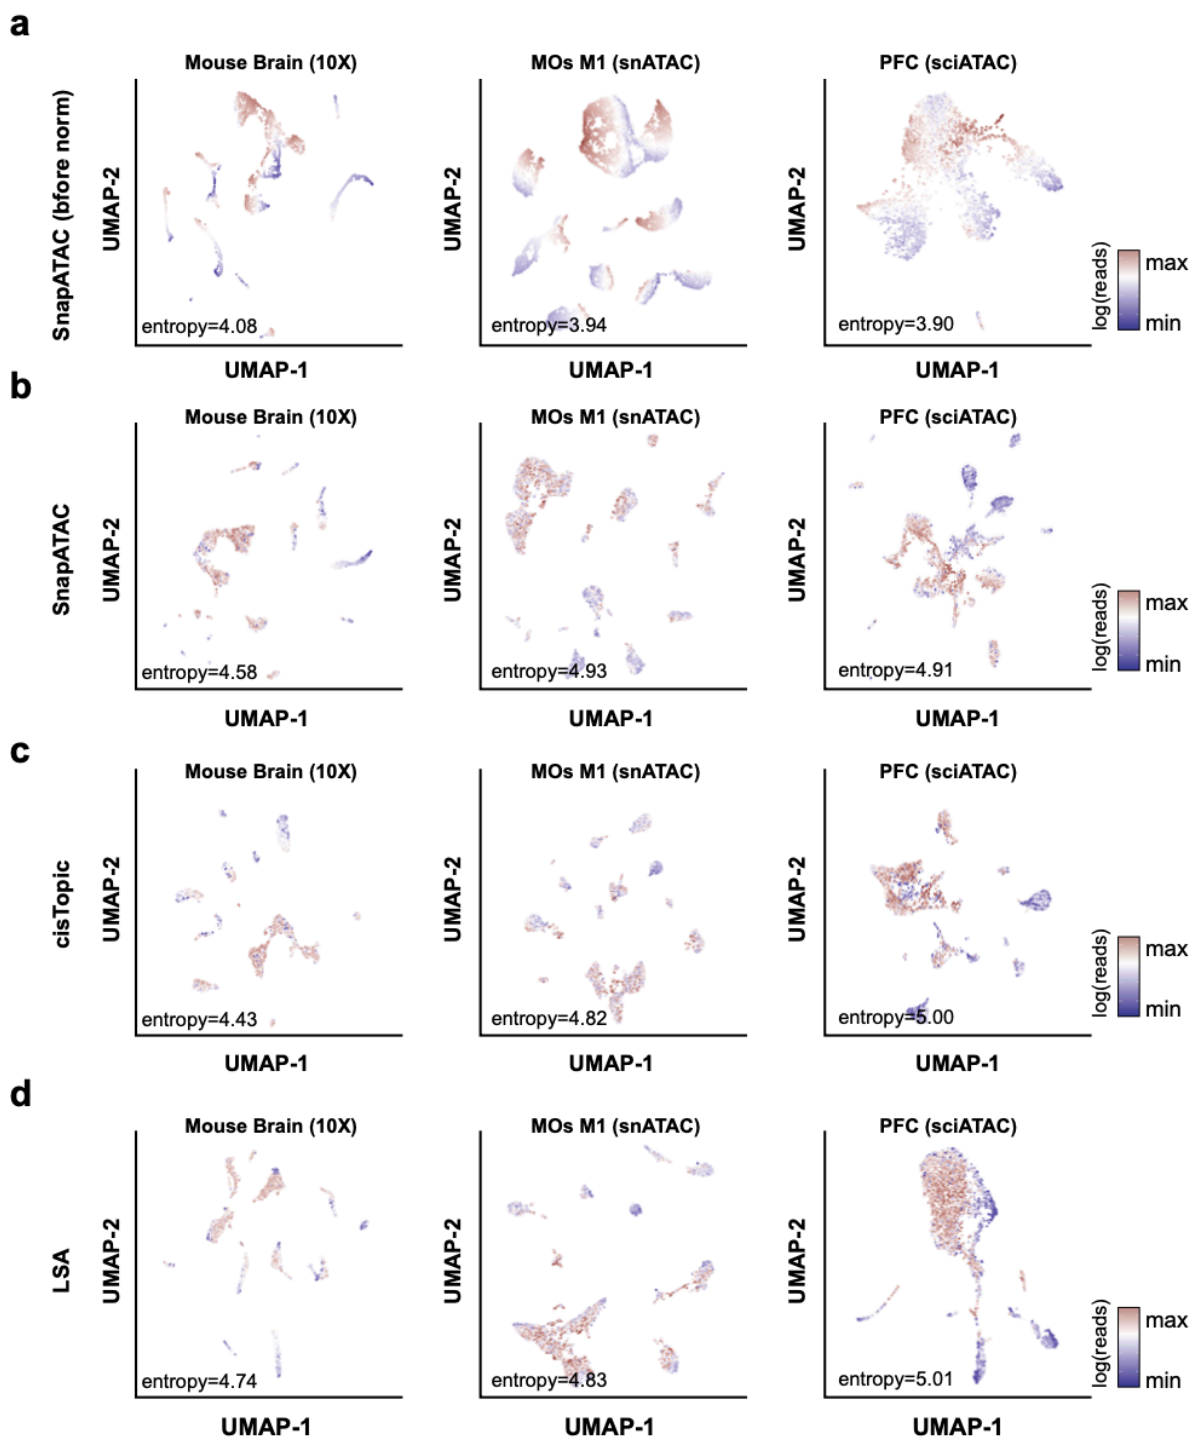 a
Mouse Brain (10X)
MOs M1 (snATAC)
PFC (sciATAC)
SnapATAC (bfore norm)
UMAP-2
UMAP-2
UMAP-2
entropy=4.08
entropy=3.94
entropy=3.90
log(reads)
max
min
UMAP-1
UMAP-1
UMAP-1
b
Mouse Brain (10X)
MOs M1 (snATAC)
PFC (sciATAC)
SnapATAC
UMAP-2
UMAP-2
UMAP-2
entropy=4.58
entropy=4.93
entropy=4.91
log(reads)
max
min
UMAP-1
UMAP-1
UMAP-1
c
Mouse Brain (10X)
MOs M1 (snATAC)
PFC (sciATAC)
cisTopic
UMAP-2
UMAP-2
UMAP-2
entropy=4.43
entropy=4.82
entropy=5.00
log(reads)
max
min
UMAP-1
UMAP-1
UMAP-1
d
Mouse Brain (10X)
MOs M1 (snATAC)
PFC (sciATAC)
LSA
UMAP-2
UMAP-2
UMAP-2
entropy=4.74
entropy=4.83
entropy=5.01
log(reads)
max
min
UMAP-1
UMAP-1
UMAP-1